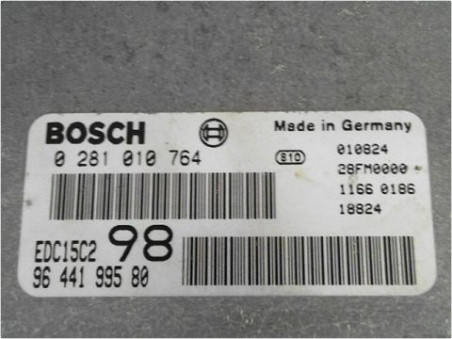 BOSCH
Made in Germany
0 281 010 764
S10
010824
28FM0000
1166 0186
18824
EDC15C2 98
96 441 995 80